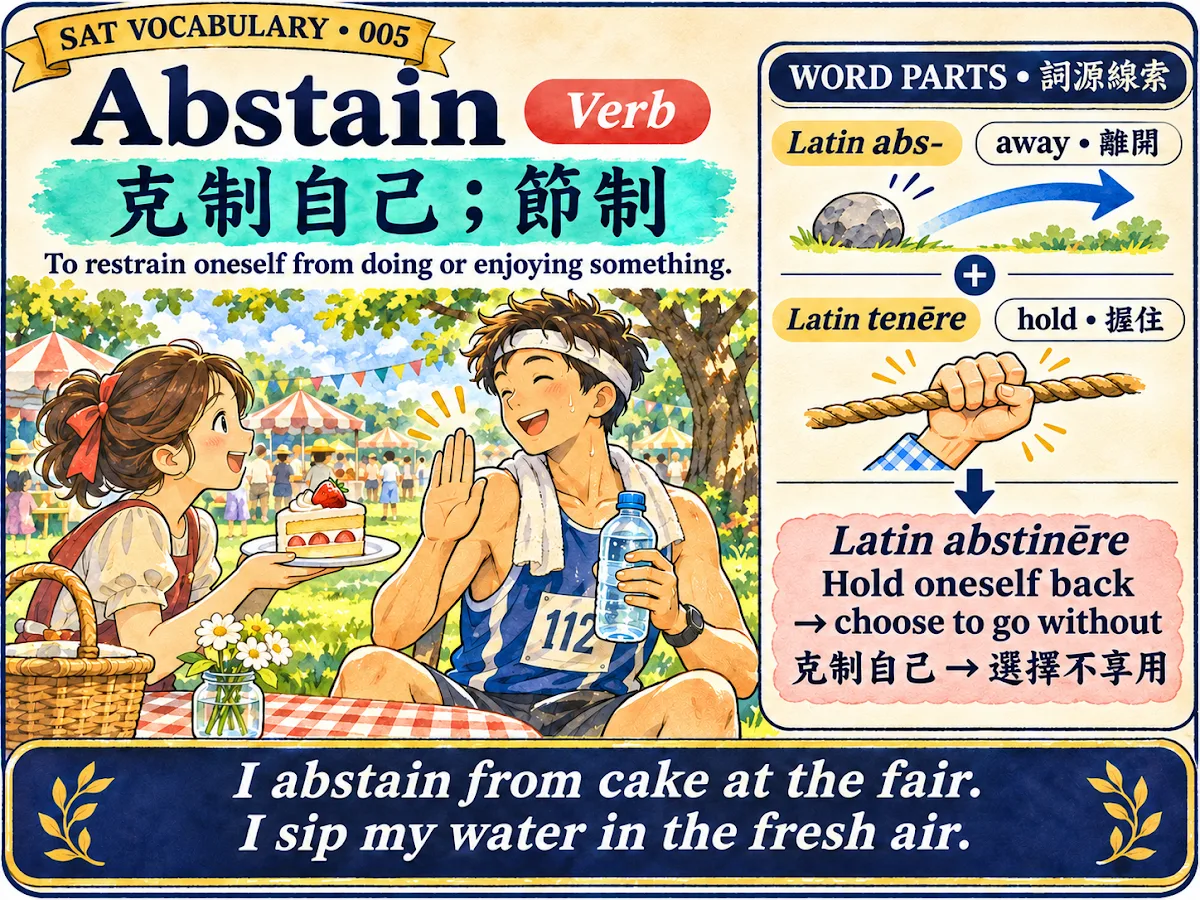 SAT VOCABULARY • 005
Abstain
Verb
克制自己；節制
To restrain oneself from doing or enjoying something.
112
WORD PARTS • 詞源線索
Latin abs-
away • 離開
+
Latin tenēre
hold • 握住
Latin abstinēre
Hold oneself back
→ choose to go without
克制自己 → 選擇不享用
I abstain from cake at the fair.
I sip my water in the fresh air.